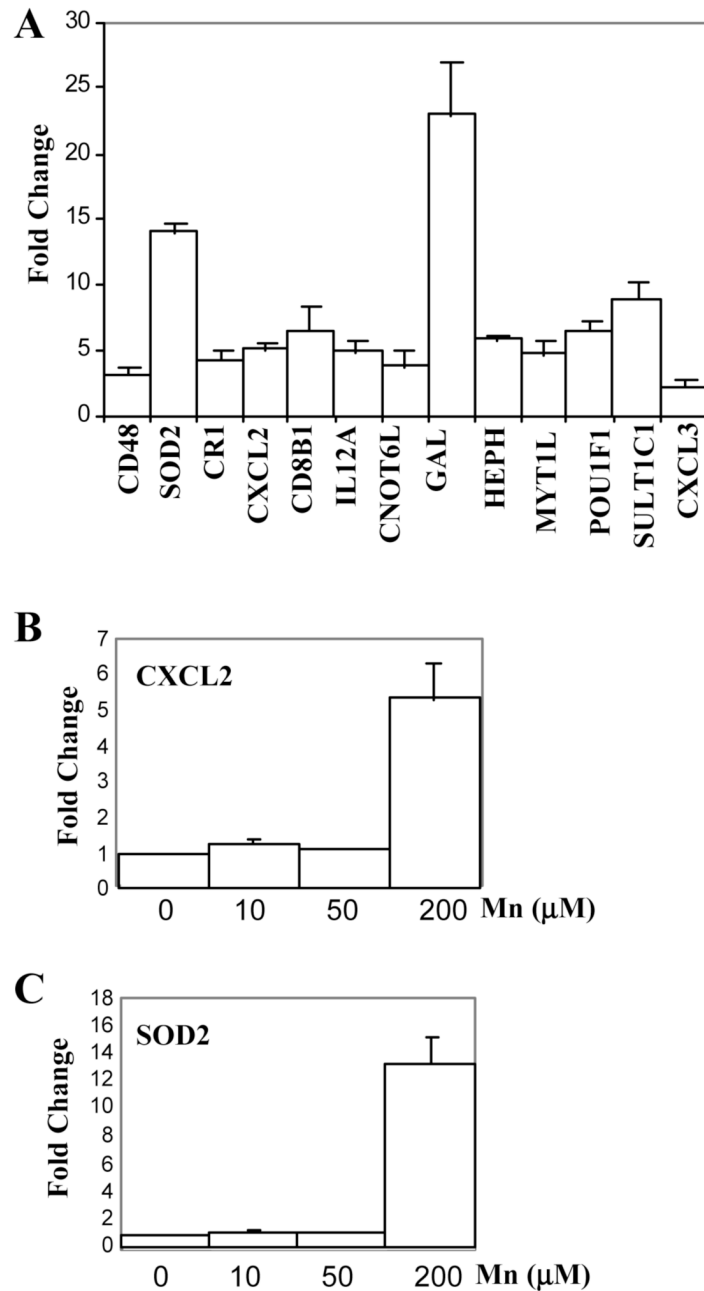 A
Fold Change
30
25
20
15
10
5
0
CD48
SOD2
CR1
CXCL2
CD8B1
IL12A
CNOT6L
GAL
HEPH
MYT1L
POU1F1
SULT1C1
CXCL3
B
Fold Change
7
6
5
4
3
2
1
0
CXCL2
0 10 50 200 Mn (μM)
C
Fold Change
18
16
14
12
10
8
6
4
2
0
SOD2
0 10 50 200 Mn (μM)